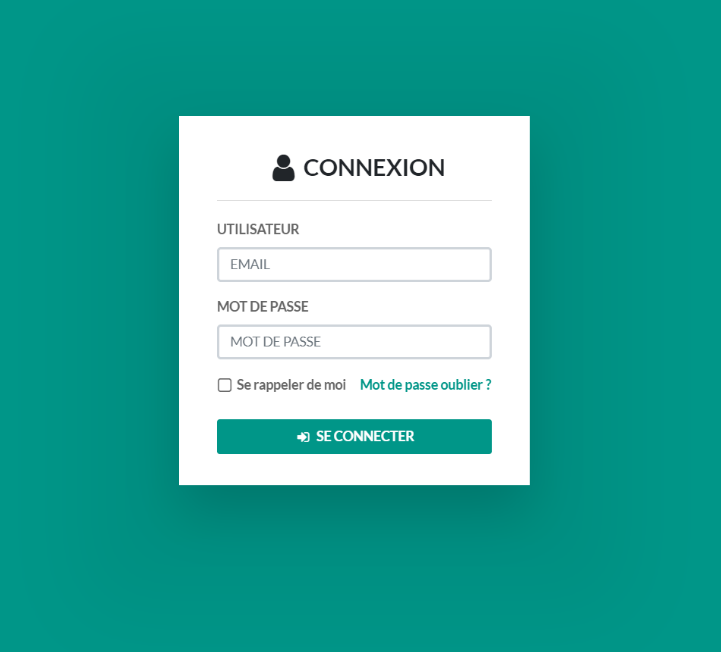 CONNEXION
UTILISATEUR
EMAIL
MOT DE PASSE
MOT DE PASSE
Se rappeler de moi Mot de passe oublier ?
SE CONNECTER